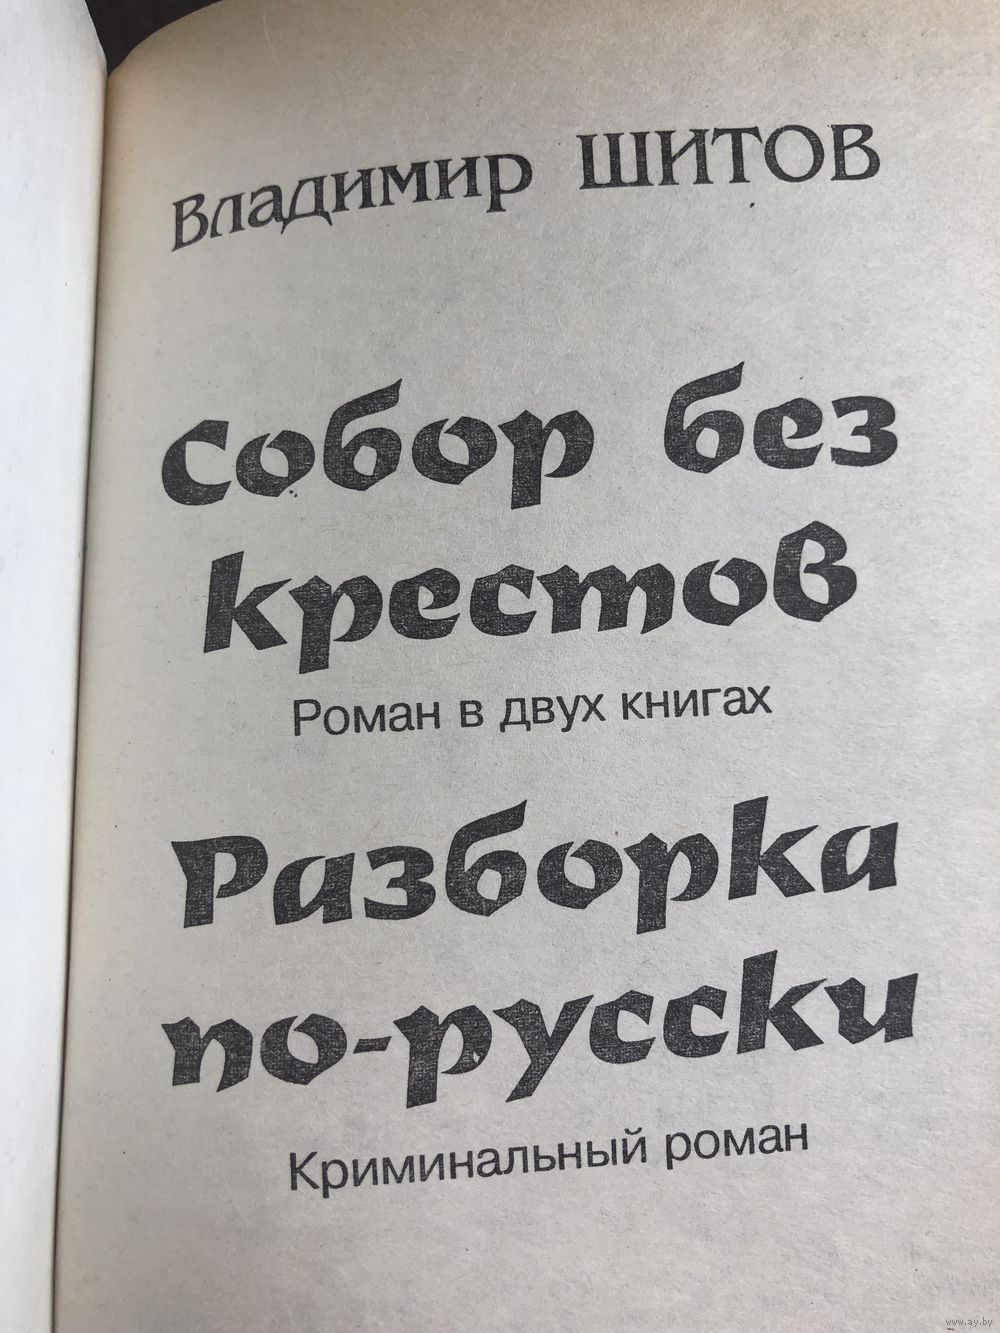 Владимир ШИТОВ
Собор без
крестов
Роман в двух книгах
Разборка
по-русски
Криминальный роман
www.ay.by